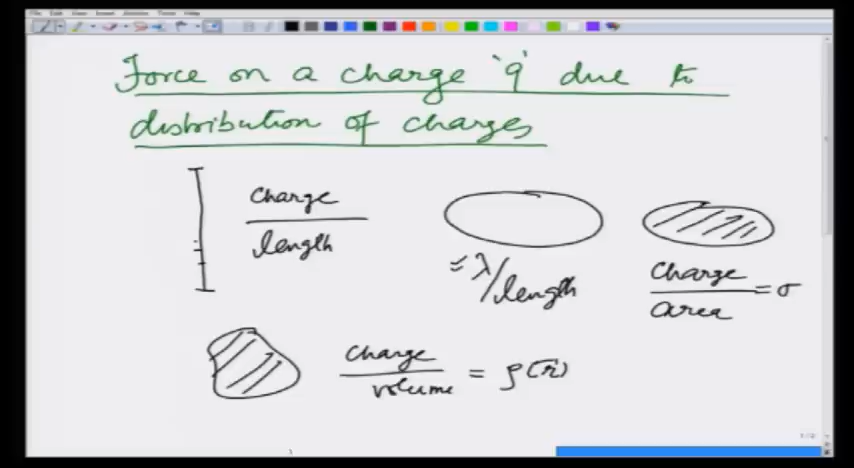 Force on a charge 'q' due to
distribution of charges
charge
length
= λ/length
charge
area
= σ
charge
volume
= ρ(r)